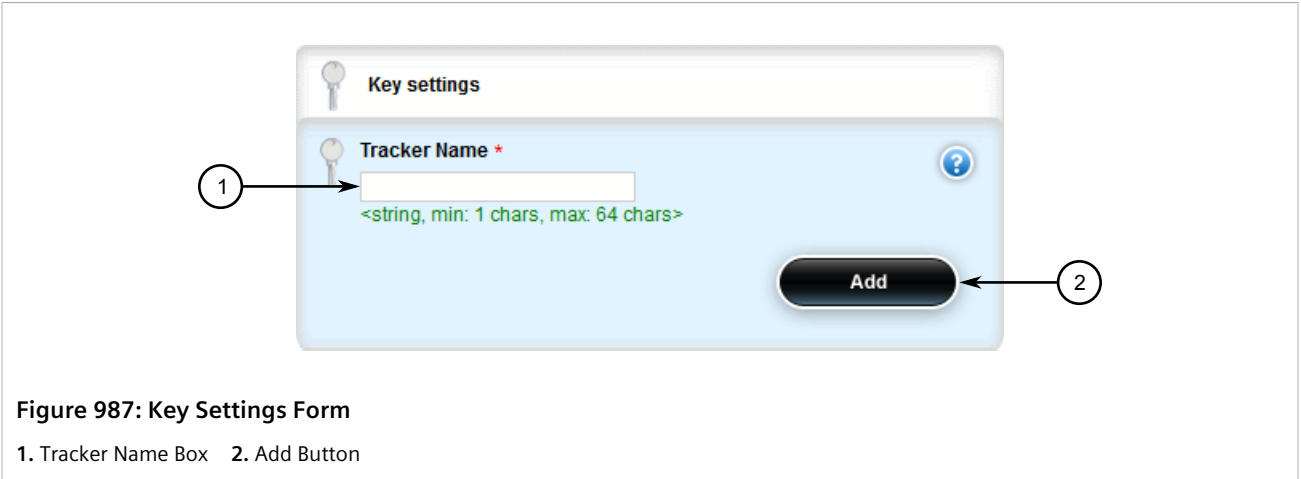 Key settings
Tracker Name *
1
<string, min: 1 chars, max: 64 chars>
Add
2
Figure 987: Key Settings Form
1. Tracker Name Box 2. Add Button